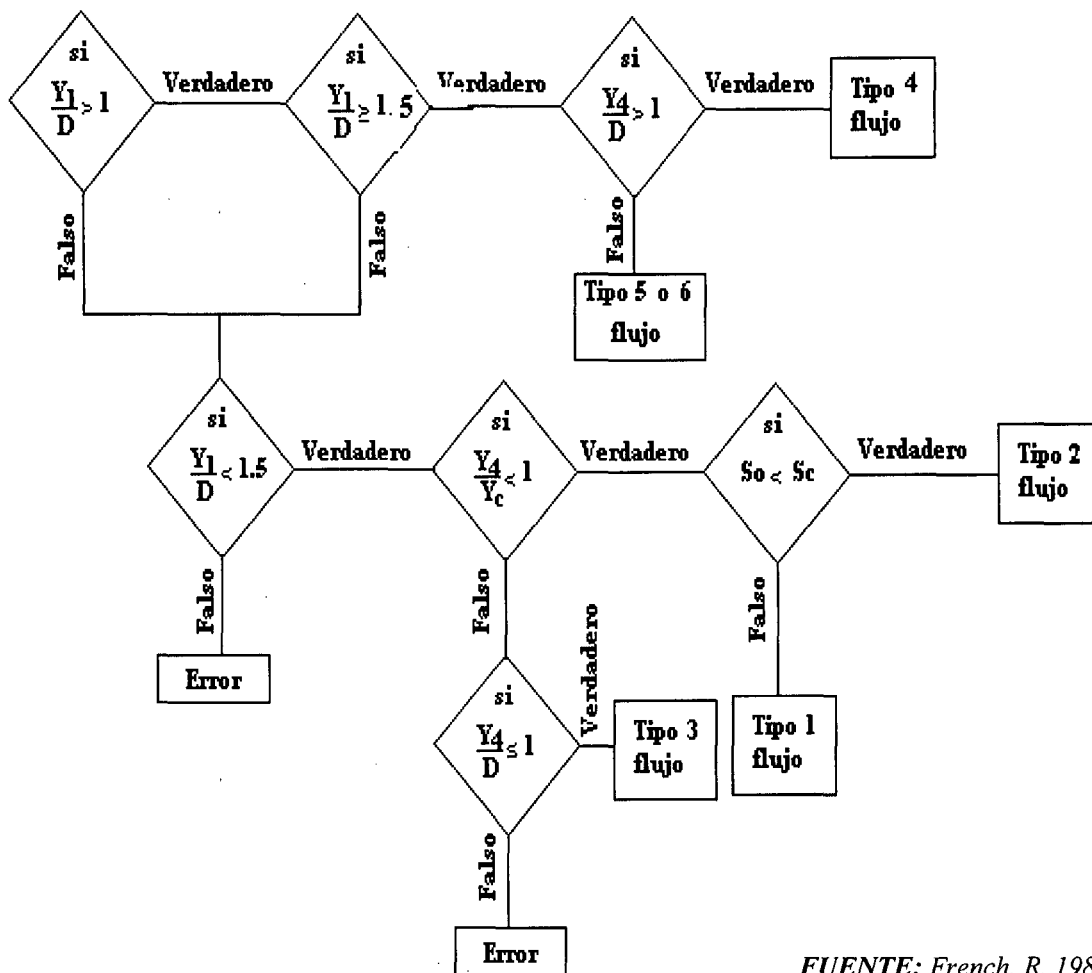 si
Y1/D > 1
Verdadero
si
Y1/D ≥ 1.5
Verdadero
si
Y4/D > 1
Verdadero
Tipo 4
flujo
Falso
Falso
Falso
Tipo 5 o 6
flujo
si
Y1/D < 1.5
Verdadero
si
Y4/Yc < 1
Verdadero
si
So < Sc
Verdadero
Tipo 2
flujo
Falso
Error
Falso
Verdadero
Falso
si
Y4/D ≤ 1
Tipo 3
flujo
Tipo 1
flujo
Falso
Error
FUENTE: French, R. 198